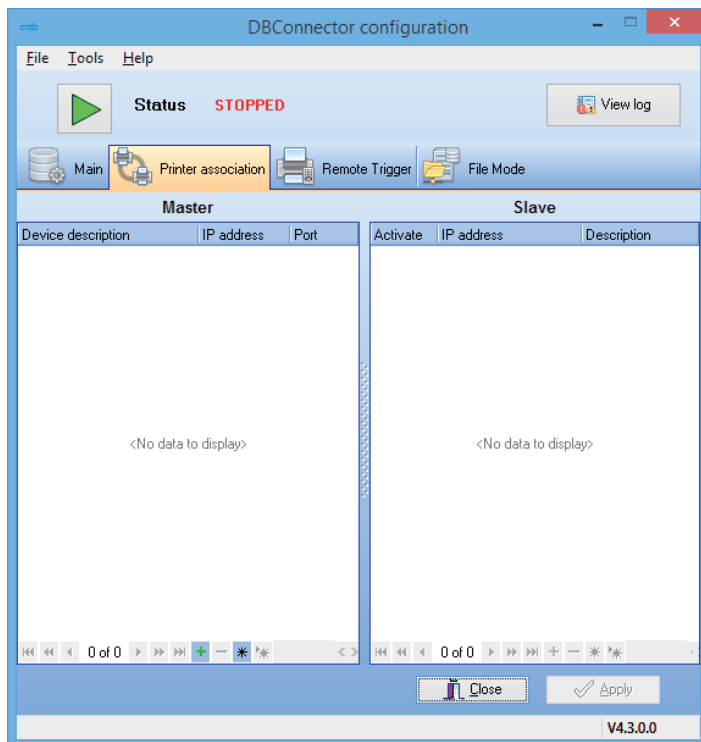 cab DBConnector configuration
File Tools Help
Status STOPPED View log
Main Printer association Remote Trigger File Mode
Master Slave
Device description IP address Port Activate IP address Description
<No data to display> <No data to display>
0 of 0 0 of 0
Close Apply
V4.3.0.0